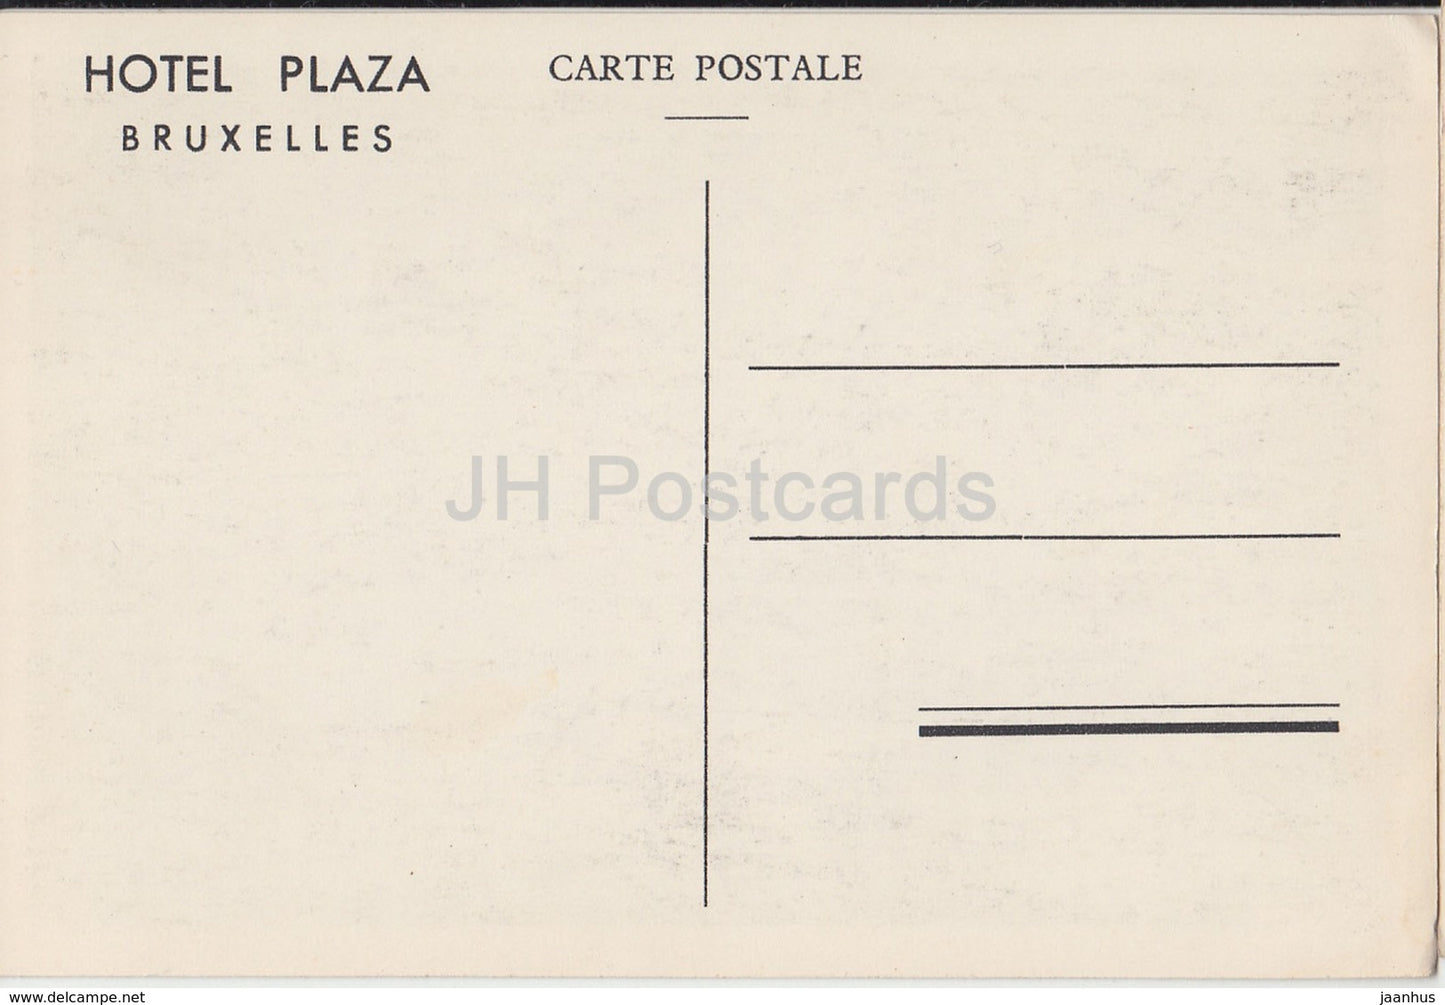 HOTEL PLAZA
BRUXELLES
CARTE POSTALE
JH Postcards
www.delcampe.net
jaanhus